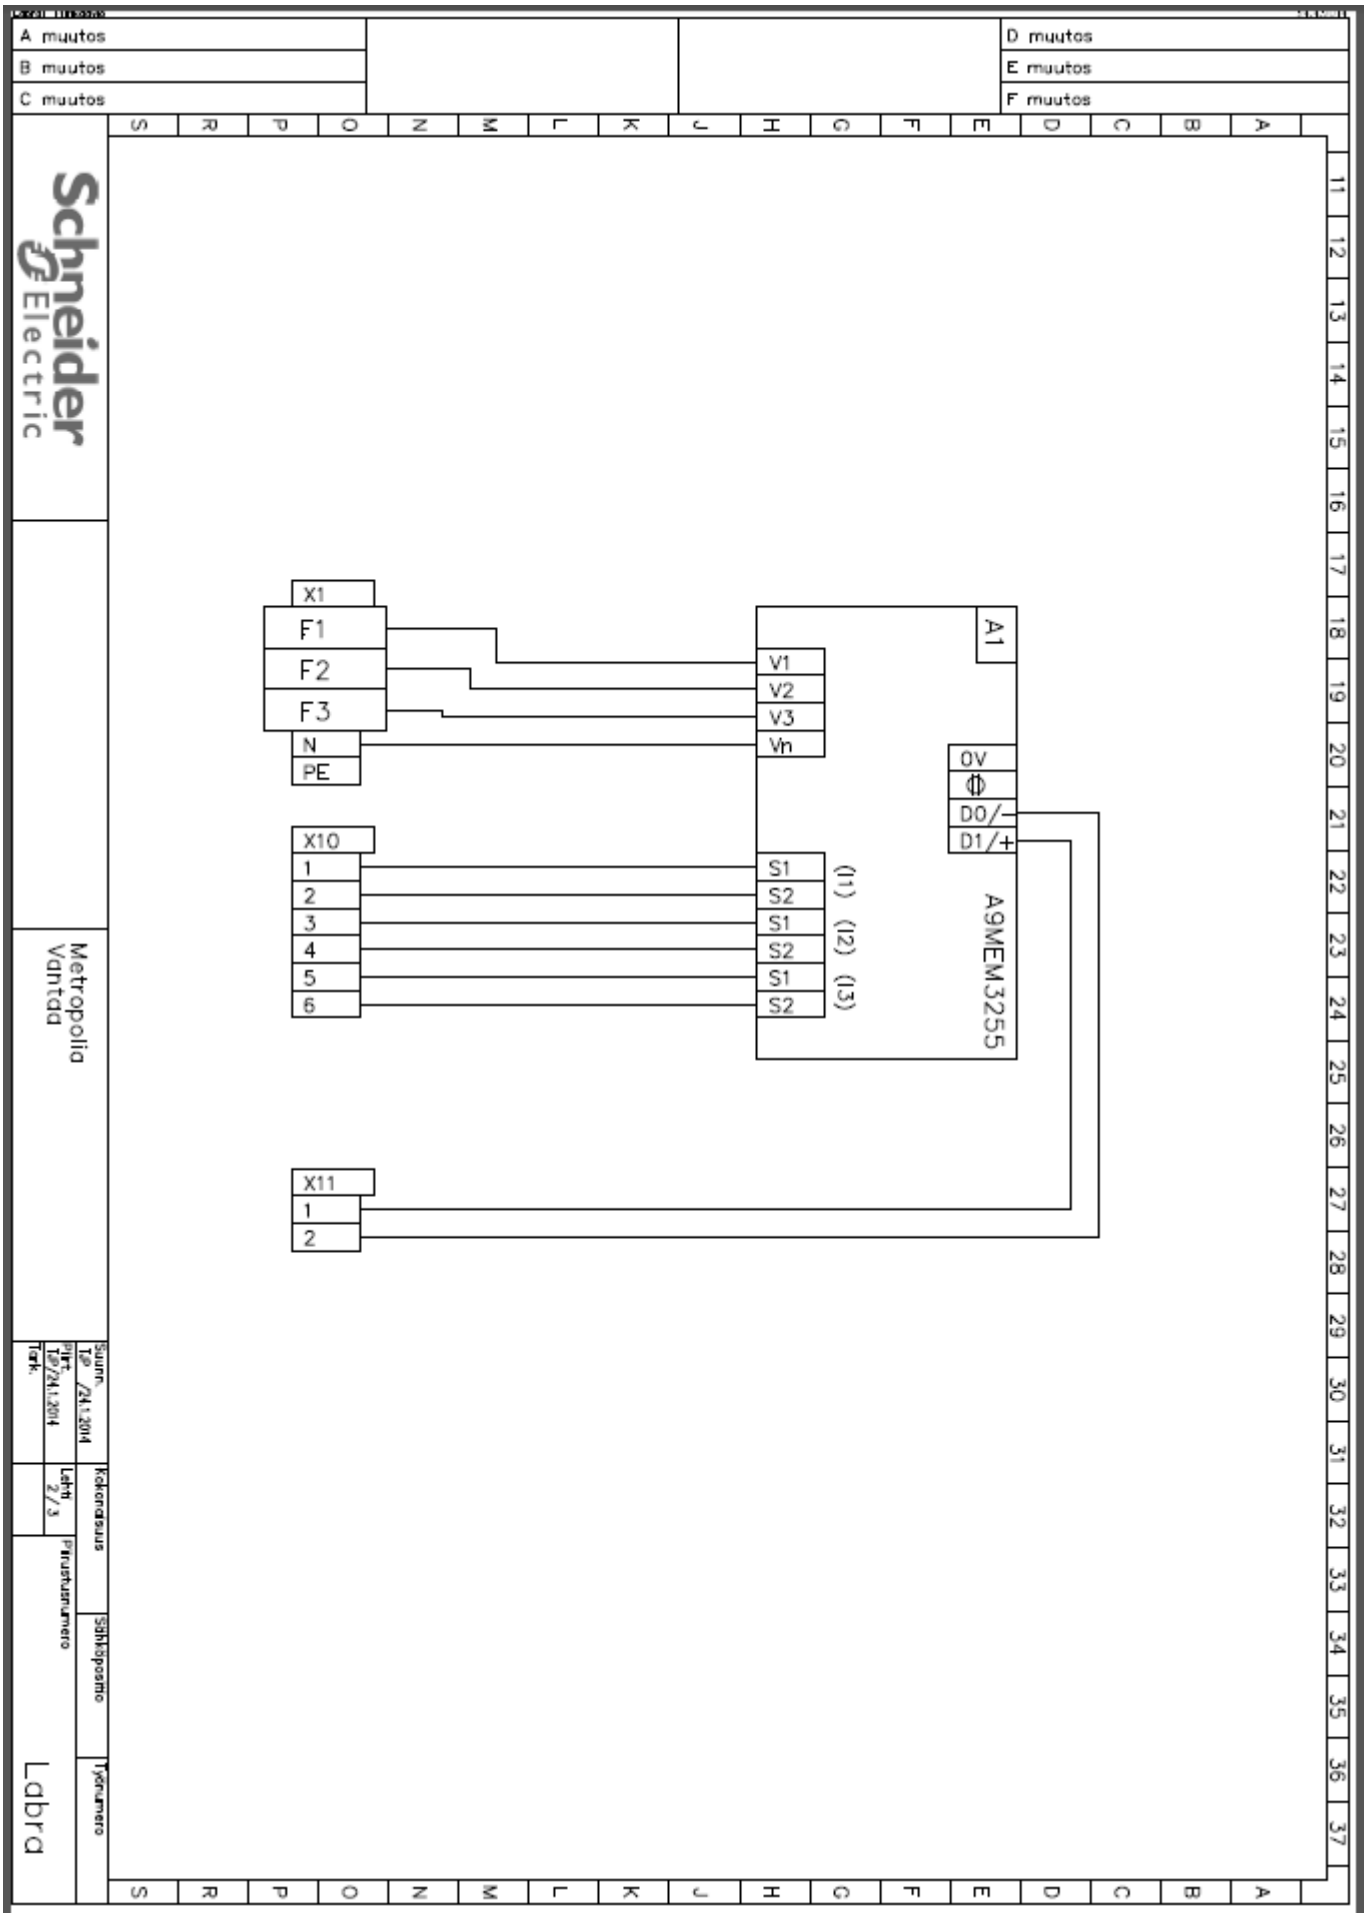 A muutos
B muutos
C muutos
D muutos
E muutos
F muutos
S R P O N M L K J H G F E D C B A
11
12
13
14
15
16
17
18
19
20
21
22
23
24
25
26
27
28
29
30
31
32
33
34
35
36
37
Schneider
Electric
X1
F1
F2
F3
N
PE
X10
1
2
3
4
5
6
X11
1
2
A1
V1
V2
V3
Vn
0V
D0/-
D1/+
S1
S2
S1
S2
S1
S2
(I1)
(I2)
(I3)
A9MEM3255
Metropolia
Vantaa
Suunn.
TJP /24.1.2014
Piirt.
TJP/24.1.2014
Tark.
Kokonaisuus
Lehti
2/3
Sähköpositio
Piirustusnumero
Työnumero
Labra
S R P O N M L K J H G F E D C B A